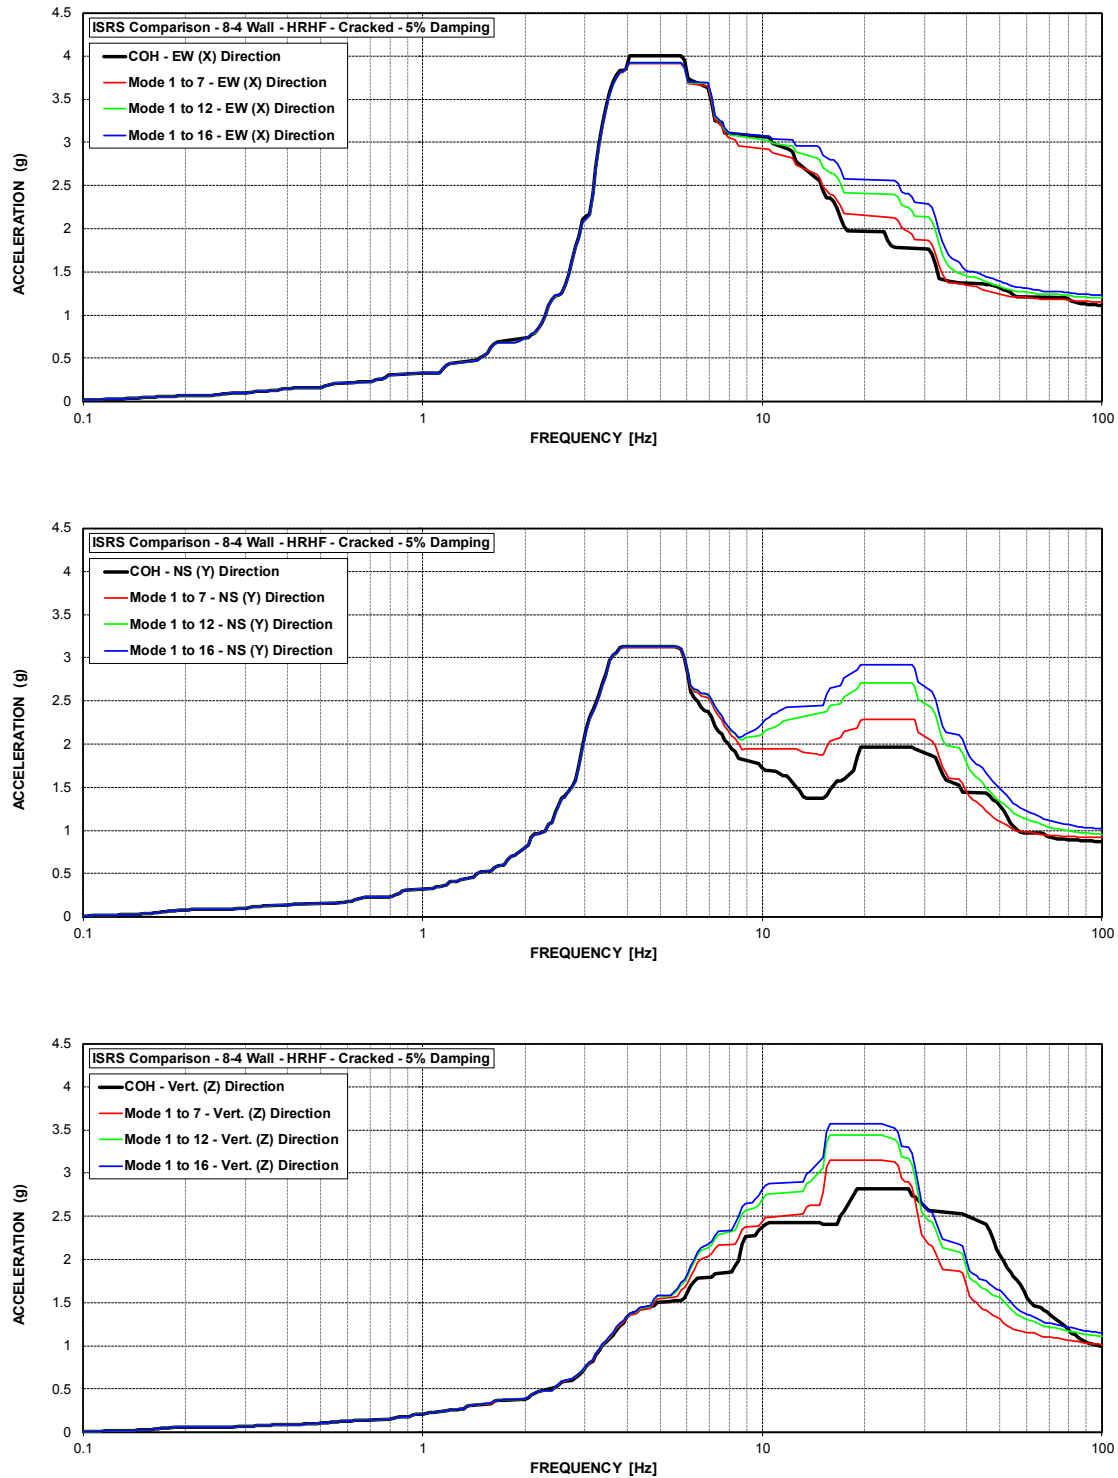 ISRS Comparison - 8-4 Wall - HRHF - Cracked - 5% Damping
COH - EW (X) Direction
Mode 1 to 7 - EW (X) Direction
Mode 1 to 12 - EW (X) Direction
Mode 1 to 16 - EW (X) Direction
ACCELERATION (g)
4.5
4
3.5
3
2.5
2
1.5
1
0.5
0
0.1 1 10 100
FREQUENCY [Hz]
ISRS Comparison - 8-4 Wall - HRHF - Cracked - 5% Damping
COH - NS (Y) Direction
Mode 1 to 7 - NS (Y) Direction
Mode 1 to 12 - NS (Y) Direction
Mode 1 to 16 - NS (Y) Direction
ACCELERATION (g)
4.5
4
3.5
3
2.5
2
1.5
1
0.5
0
0.1 1 10 100
FREQUENCY [Hz]
ISRS Comparison - 8-4 Wall - HRHF - Cracked - 5% Damping
COH - Vert. (Z) Direction
Mode 1 to 7 - Vert. (Z) Direction
Mode 1 to 12 - Vert. (Z) Direction
Mode 1 to 16 - Vert. (Z) Direction
ACCELERATION (g)
4.5
4
3.5
3
2.5
2
1.5
1
0.5
0
0.1 1 10 100
FREQUENCY [Hz]